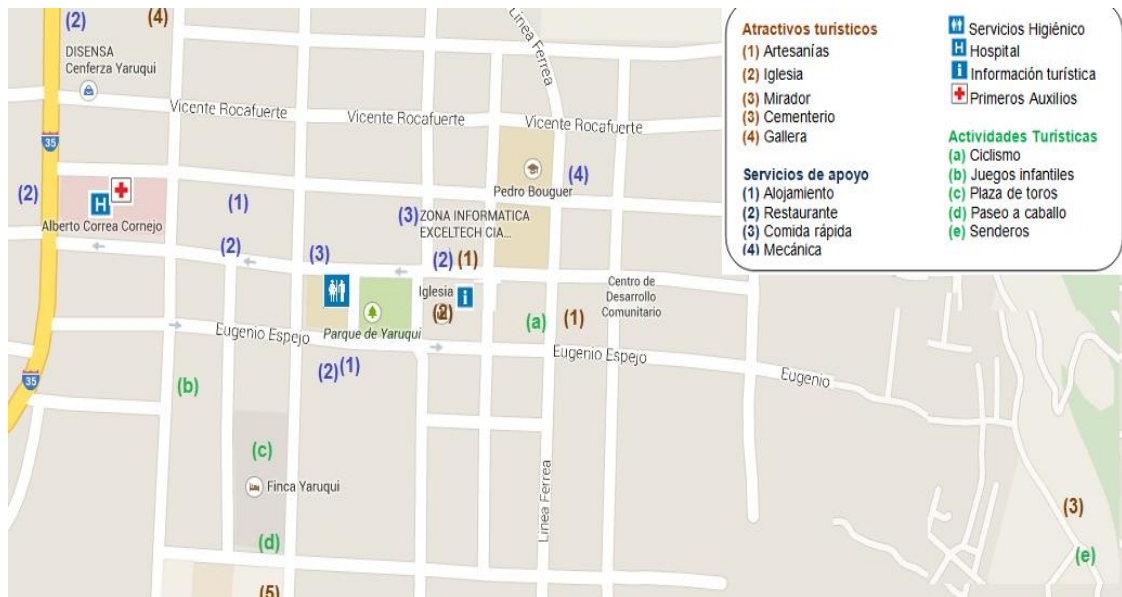 (2)
(4)
DISENSA
Cenferza Yaruqui
Linea Ferrea
Vicente Rocafuerte
Vicente Rocafuerte
Vicente Rocafuerte
35
(2)
H
Alberto Correa Cornejo
(1)
(3)
ZONA INFORMATICA
EXCELTECH CIA...
Pedro Bouguer
(4)
(2)
(3)
(2)
(1)
Iglesia
i
(2)
Parque de Yaruqui
Centro de
Desarrollo
Comunitario
(a)
(1)
Eugenio Espejo
Eugenio Espejo
Eugenio
(2)
(1)
35
(b)
(c)
Finca Yaruqui
(d)
(5)
Linea Ferrea
(3)
(e)
Atractivos turísticos
(1) Artesanías
(2) Iglesia
(3) Mirador
(3) Cementerio
(4) Gallera
Servicios de apoyo
(1) Alojamiento
(2) Restaurante
(3) Comida rápida
(4) Mecánica
Servicios Higiénico
H Hospital
i Información turística
Primeros Auxilios
Actividades Turísticas
(a) Ciclismo
(b) Juegos infantiles
(c) Plaza de toros
(d) Paseo a caballo
(e) Senderos